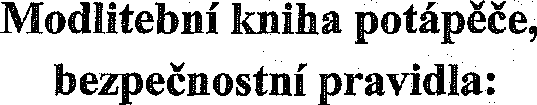 Modlitební kniha potápěče,
bezpečnostní pravidla: